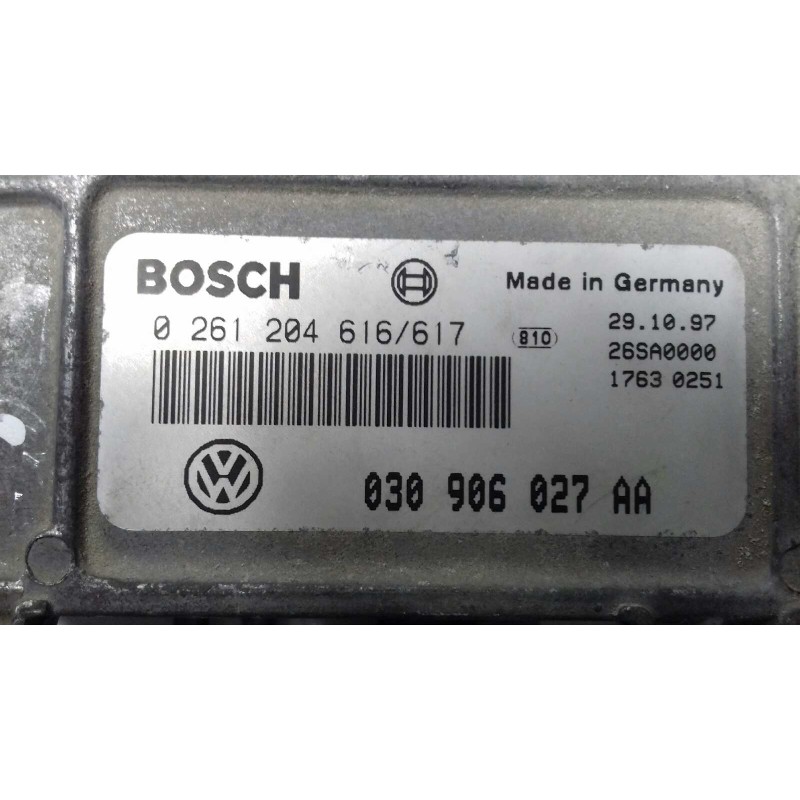 BOSCH Made in Germany
0 261 204 616/617 (810) 29.10.97
26SA0000
1763 0251
VW 030 906 027 AA